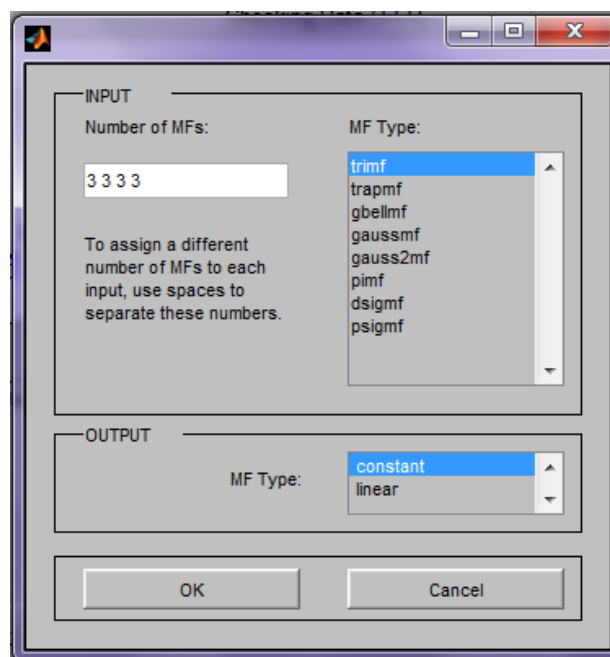 INPUT
Number of MFs:
3 3 3 3
To assign a different
number of MFs to each
input, use spaces to
separate these numbers.
MF Type:
trimf
trapmf
gbellmf
gaussmf
gauss2mf
pimf
dsigmf
psigmf
OUTPUT
MF Type:
constant
linear
OK
Cancel